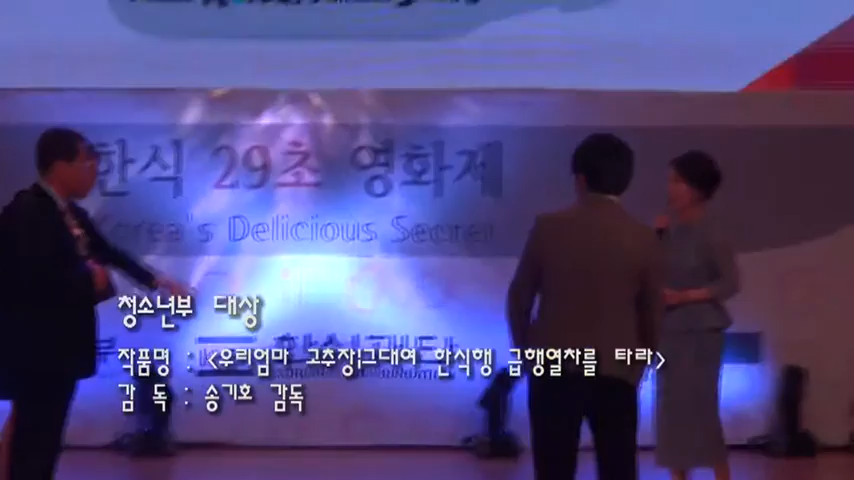 한식 29초 영화제
Korea's Delicious Secret
청소년부 대상
작품명 : <우리엄마 고추장!그대여 한식행 급행열차를 타라>
감 독 : 송기호 감독